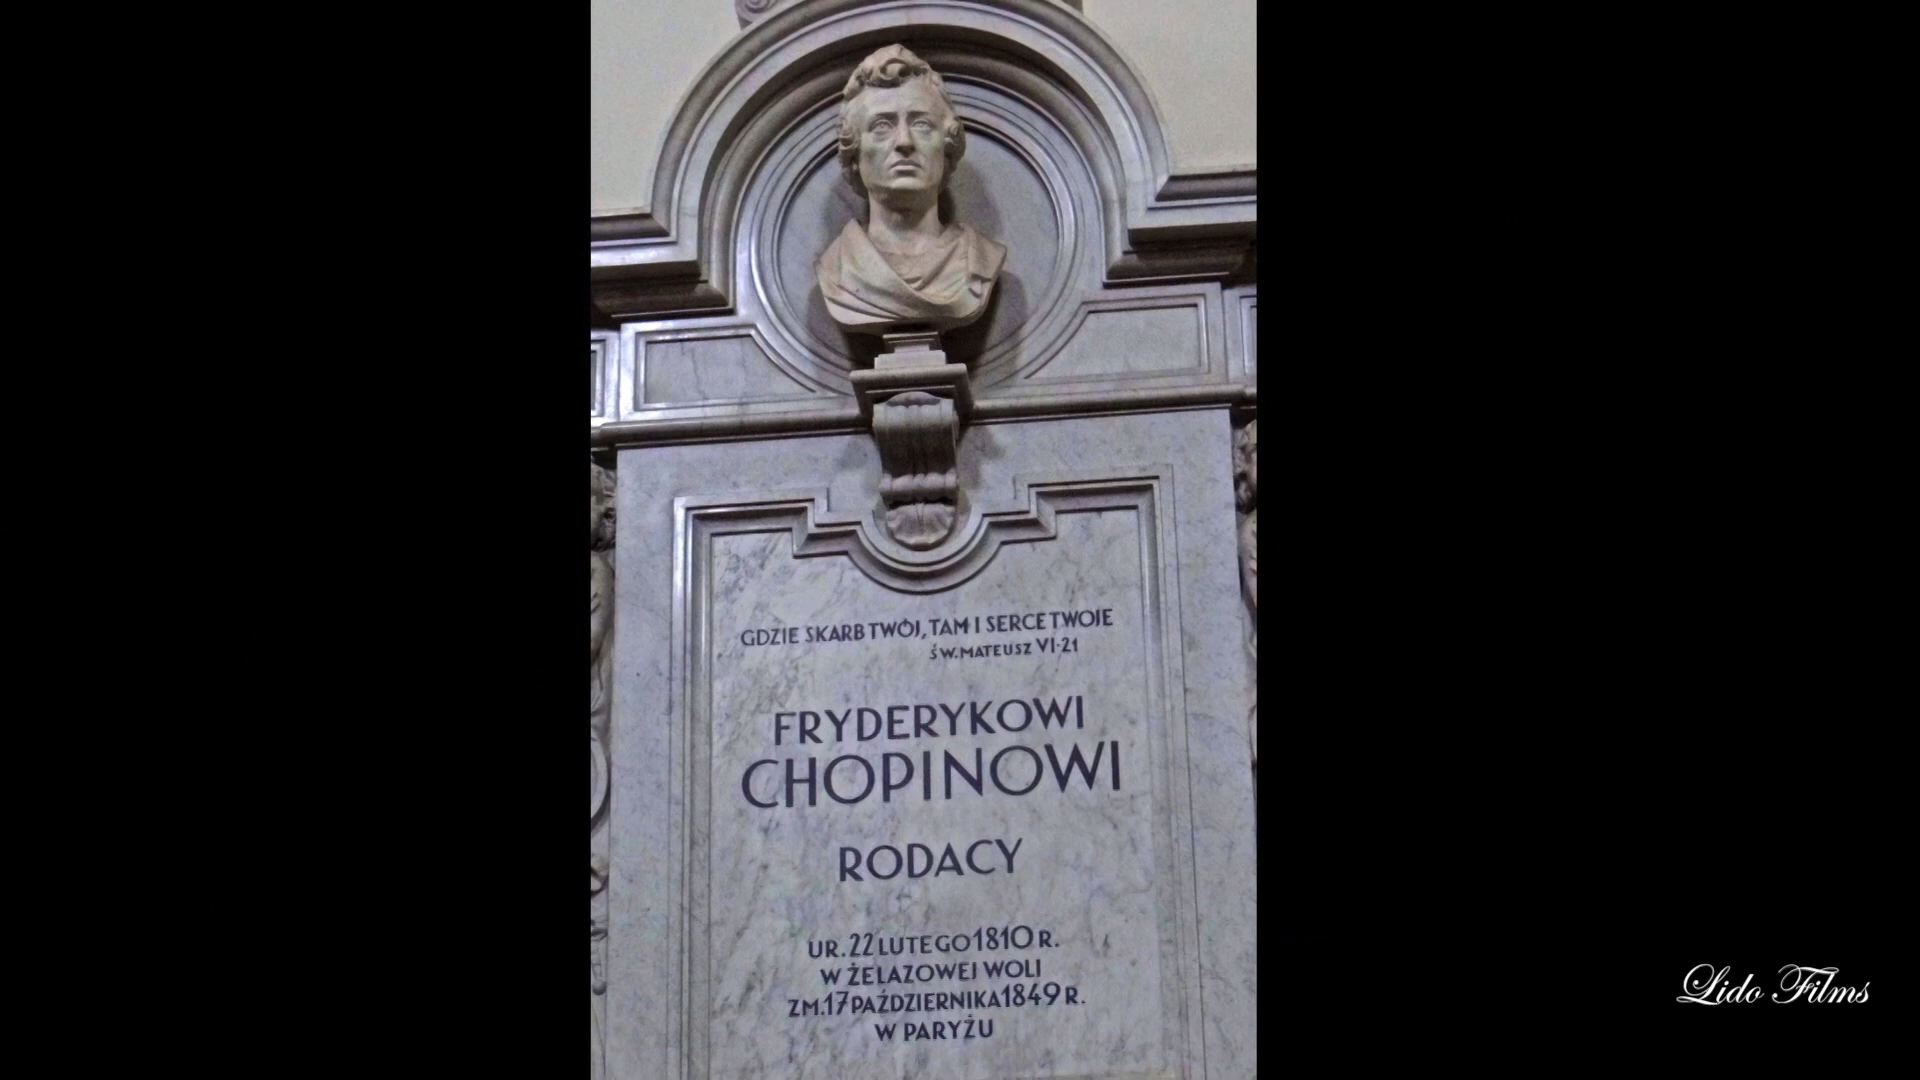 GDZIE SKARB TWÓJ, TAM I SERCE TWOJE
ŚW. MATEUSZ VI·21
FRYDERYKOWI
CHOPINOWI
RODACY
UR. 22 LUTEGO 1810 R.
W ŻELAZOWEJ WOLI
ZM. 17 PAŹDZIERNIKA 1849 R.
W PARYŻU
Lido Films